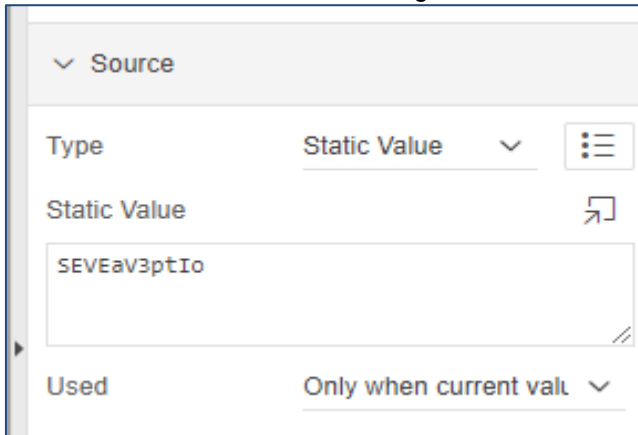 Source
Type Static Value
Static Value
SEVEaV3ptIo
Used Only when current valu